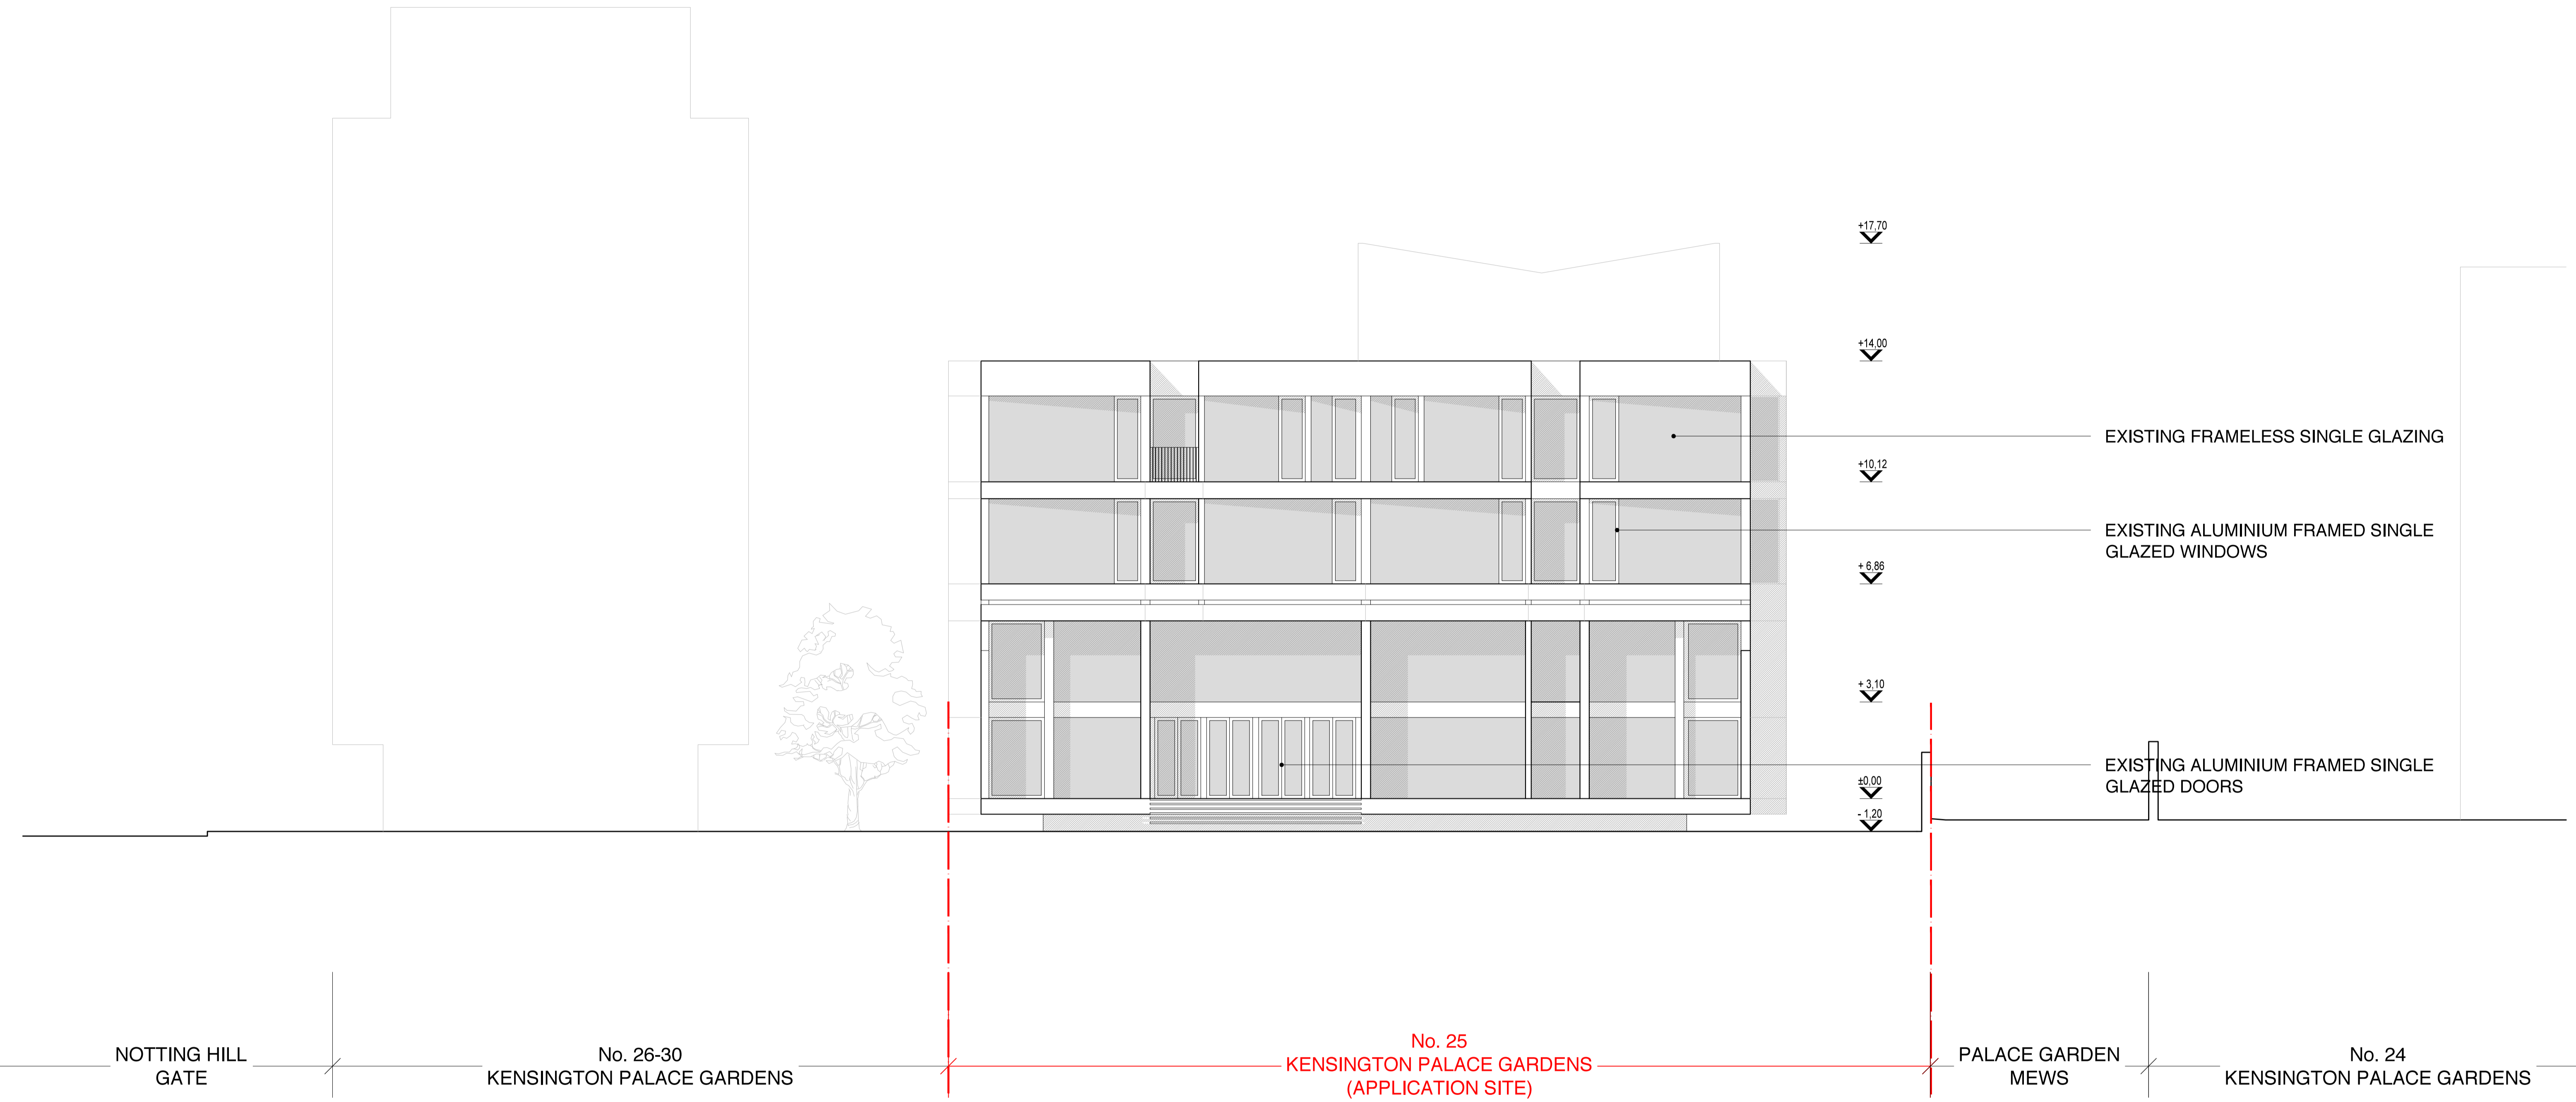 +17,70
+14,00
+10,12
EXISTING FRAMELESS SINGLE GLAZING
EXISTING ALUMINIUM FRAMED SINGLE
GLAZED WINDOWS
+ 6,86
+ 3,10
EXISTING ALUMINIUM FRAMED SINGLE
GLAZED DOORS
±0,00
- 1,20
NOTTING HILL
GATE
No. 26-30
KENSINGTON PALACE GARDENS
No. 25
KENSINGTON PALACE GARDENS
(APPLICATION SITE)
PALACE GARDEN
MEWS
No. 24
KENSINGTON PALACE GARDENS